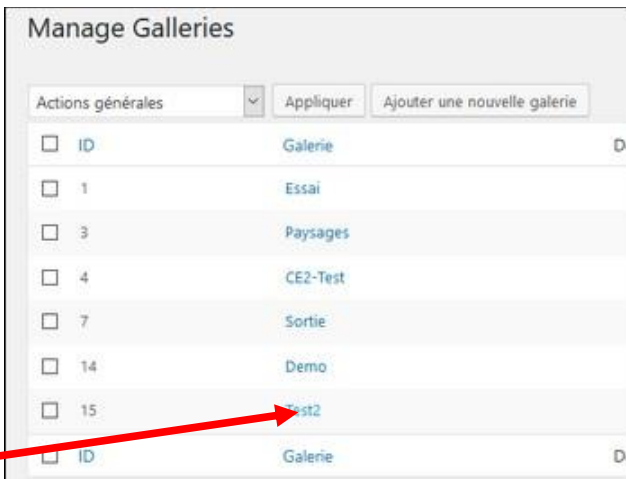 Manage Galleries
Actions générales Appliquer Ajouter une nouvelle galerie
ID Galerie D
1 Essai
3 Paysages
4 CE2-Test
7 Sortie
14 Demo
15 Test2
ID Galerie D